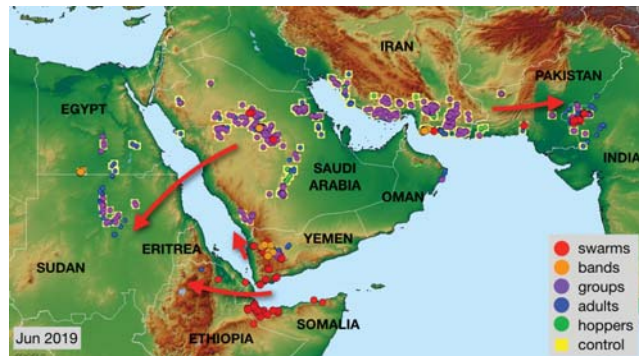 IRAN
PAKISTAN
EGYPT
SAUDI
ARABIA
INDIA
OMAN
YEMEN
ERITREA
SUDAN
ETHIOPIA
SOMALIA
swarms
bands
groups
adults
hoppers
control
Jun 2019